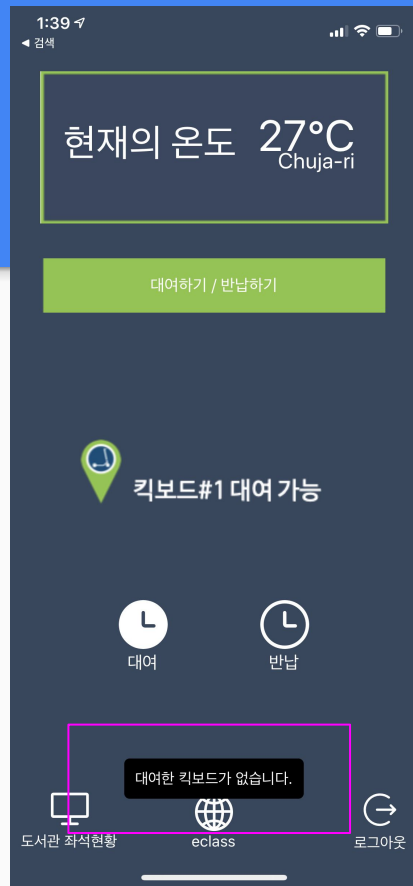 1:39
◀ 검색
현재의 온도 27°C
Chuja-ri
대여하기 / 반납하기
킥보드#1 대여 가능
대여 반납
대여한 킥보드가 없습니다.
도서관 좌석현황 eclass 로그아웃